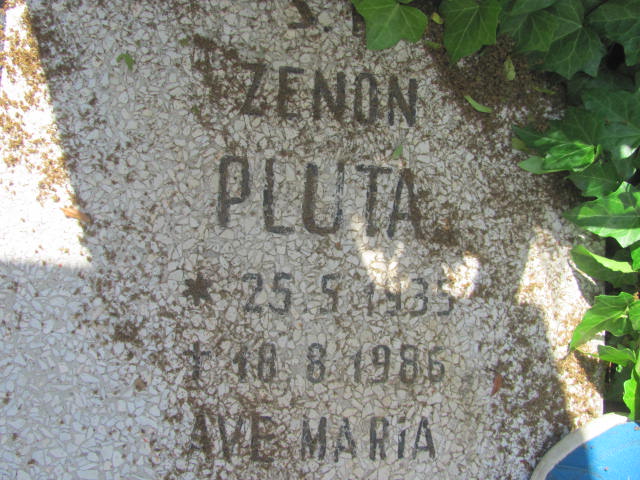 S.
ZENON
PLUTA
* 25.5.1935
† 18 8 1986
AVE MARIA